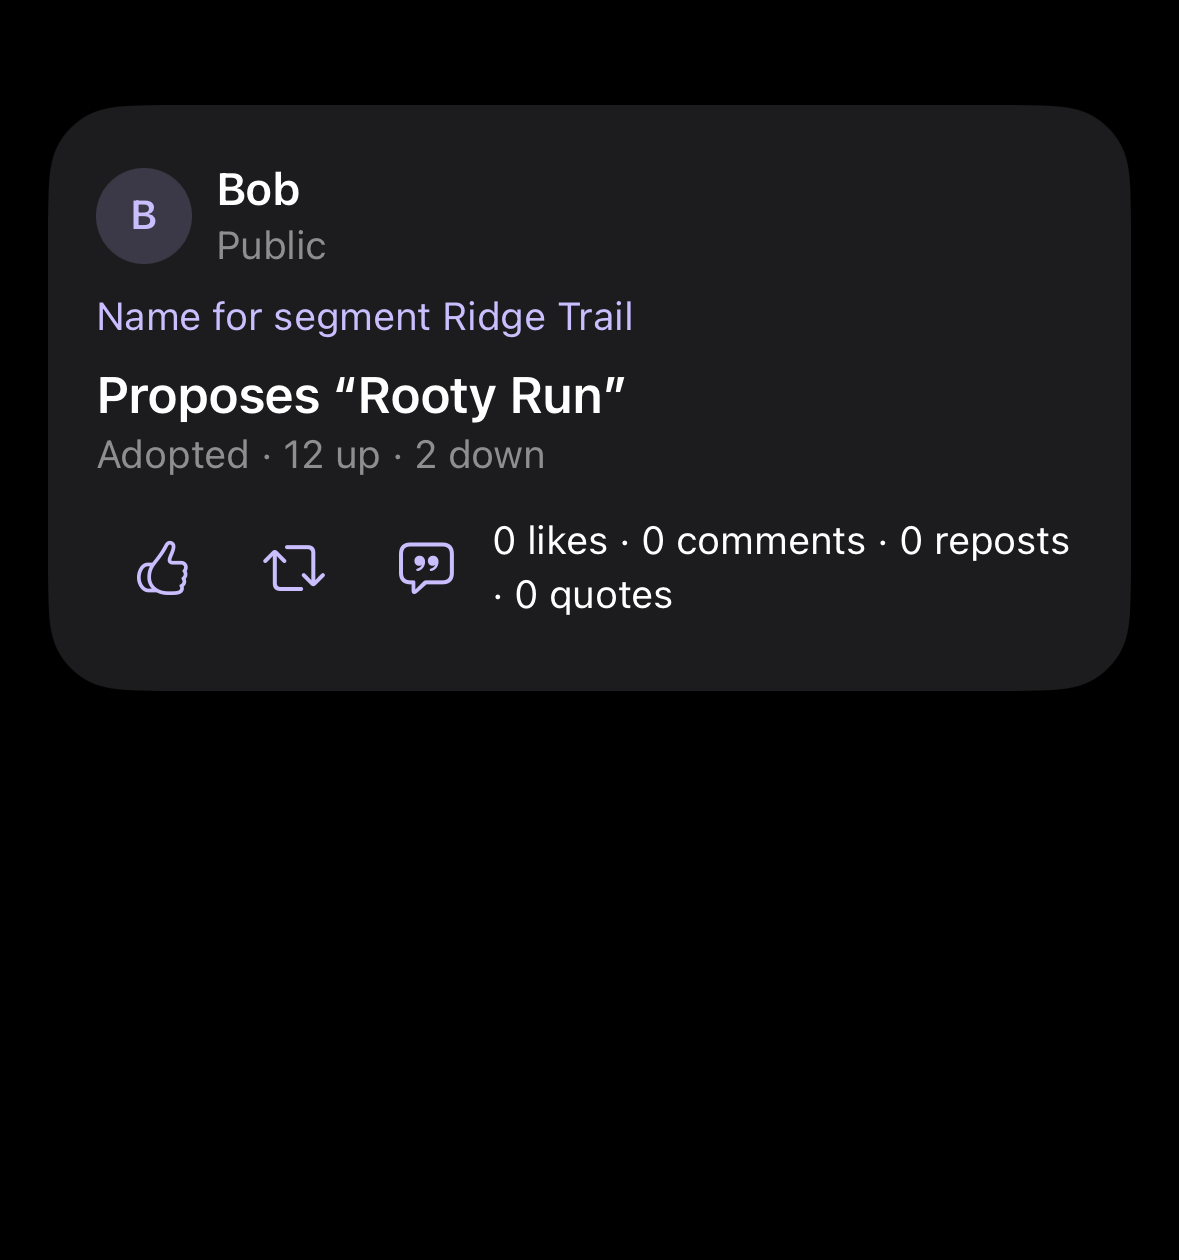 B
Bob
Public
Name for segment Ridge Trail
Proposes “Rooty Run”
Adopted · 12 up · 2 down
0 likes · 0 comments · 0 reposts
· 0 quotes